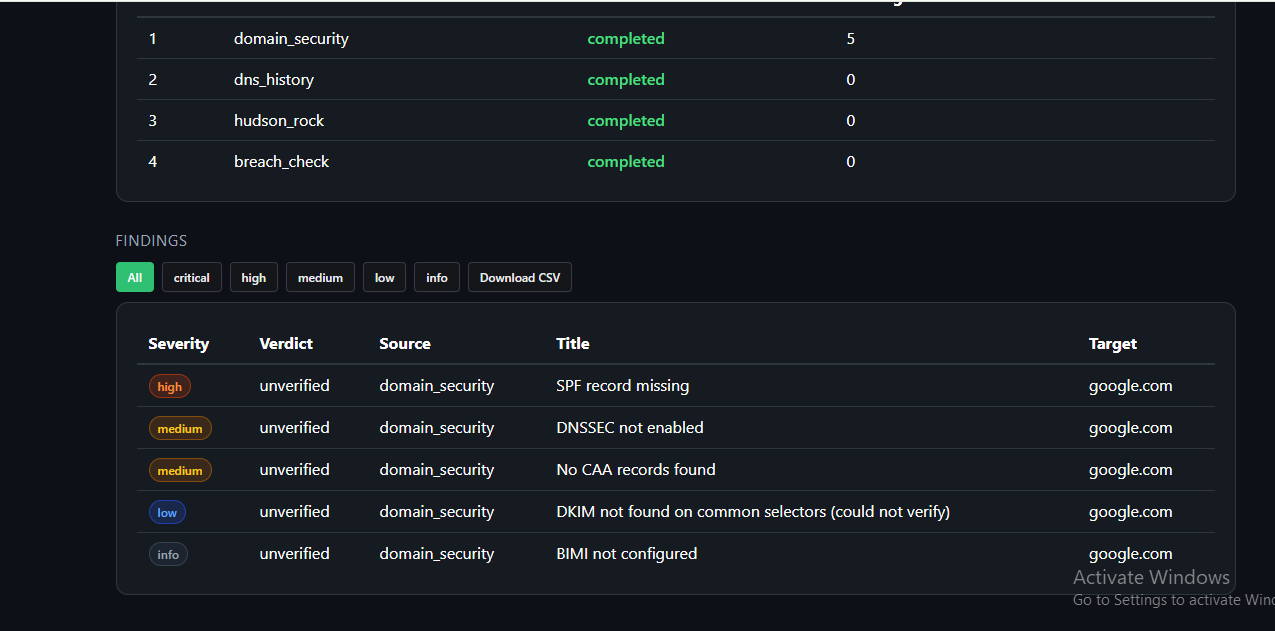 1 domain_security completed 5
2 dns_history completed 0
3 hudson_rock completed 0
4 breach_check completed 0
FINDINGS
All critical high medium low info Download CSV
Severity Verdict Source Title Target
high unverified domain_security SPF record missing google.com
medium unverified domain_security DNSSEC not enabled google.com
medium unverified domain_security No CAA records found google.com
low unverified domain_security DKIM not found on common selectors (could not verify) google.com
info unverified domain_security BIMI not configured google.com
Activate Windows
Go to Settings to activate Win